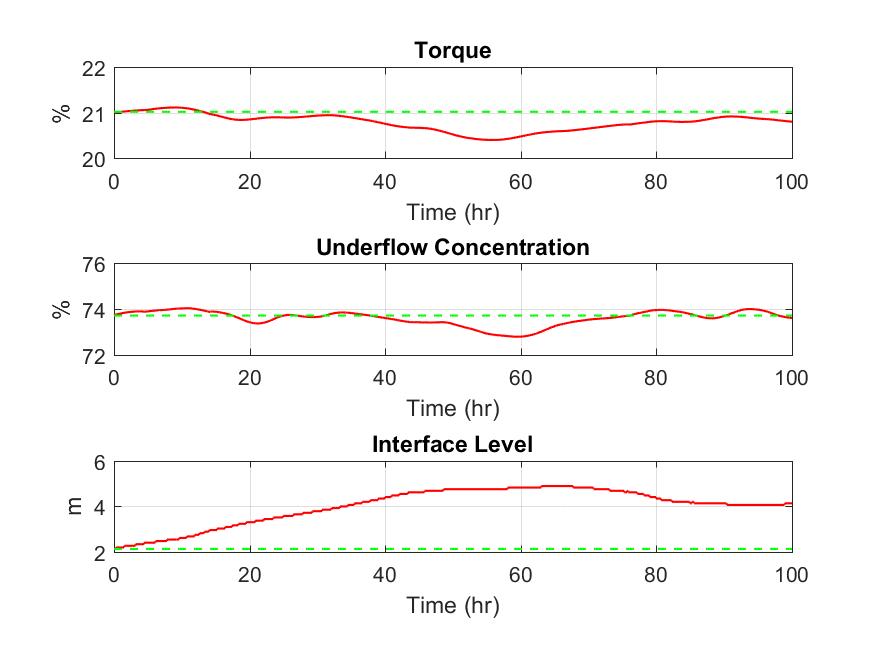 Torque
22
21
20
%
0 20 40 60 80 100
Time (hr)
Underflow Concentration
76
74
72
%
0 20 40 60 80 100
Time (hr)
Interface Level
6
4
2
m
0 20 40 60 80 100
Time (hr)